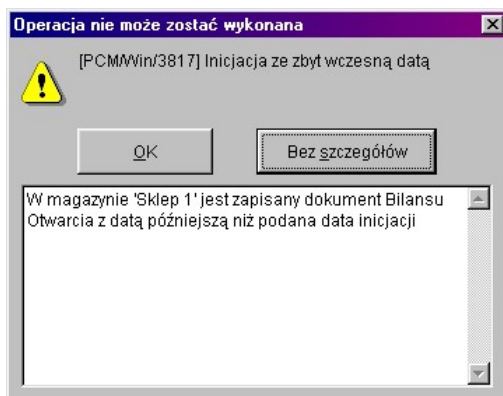 Operacja nie może zostać wykonana
[PCM/Win/3817] Inicjacja ze zbyt wczesną datą
OK
Bez szczegółów
W magazynie 'Sklep 1' jest zapisany dokument Bilansu
Otwarcia z datą późniejszą niż podana data inicjacji